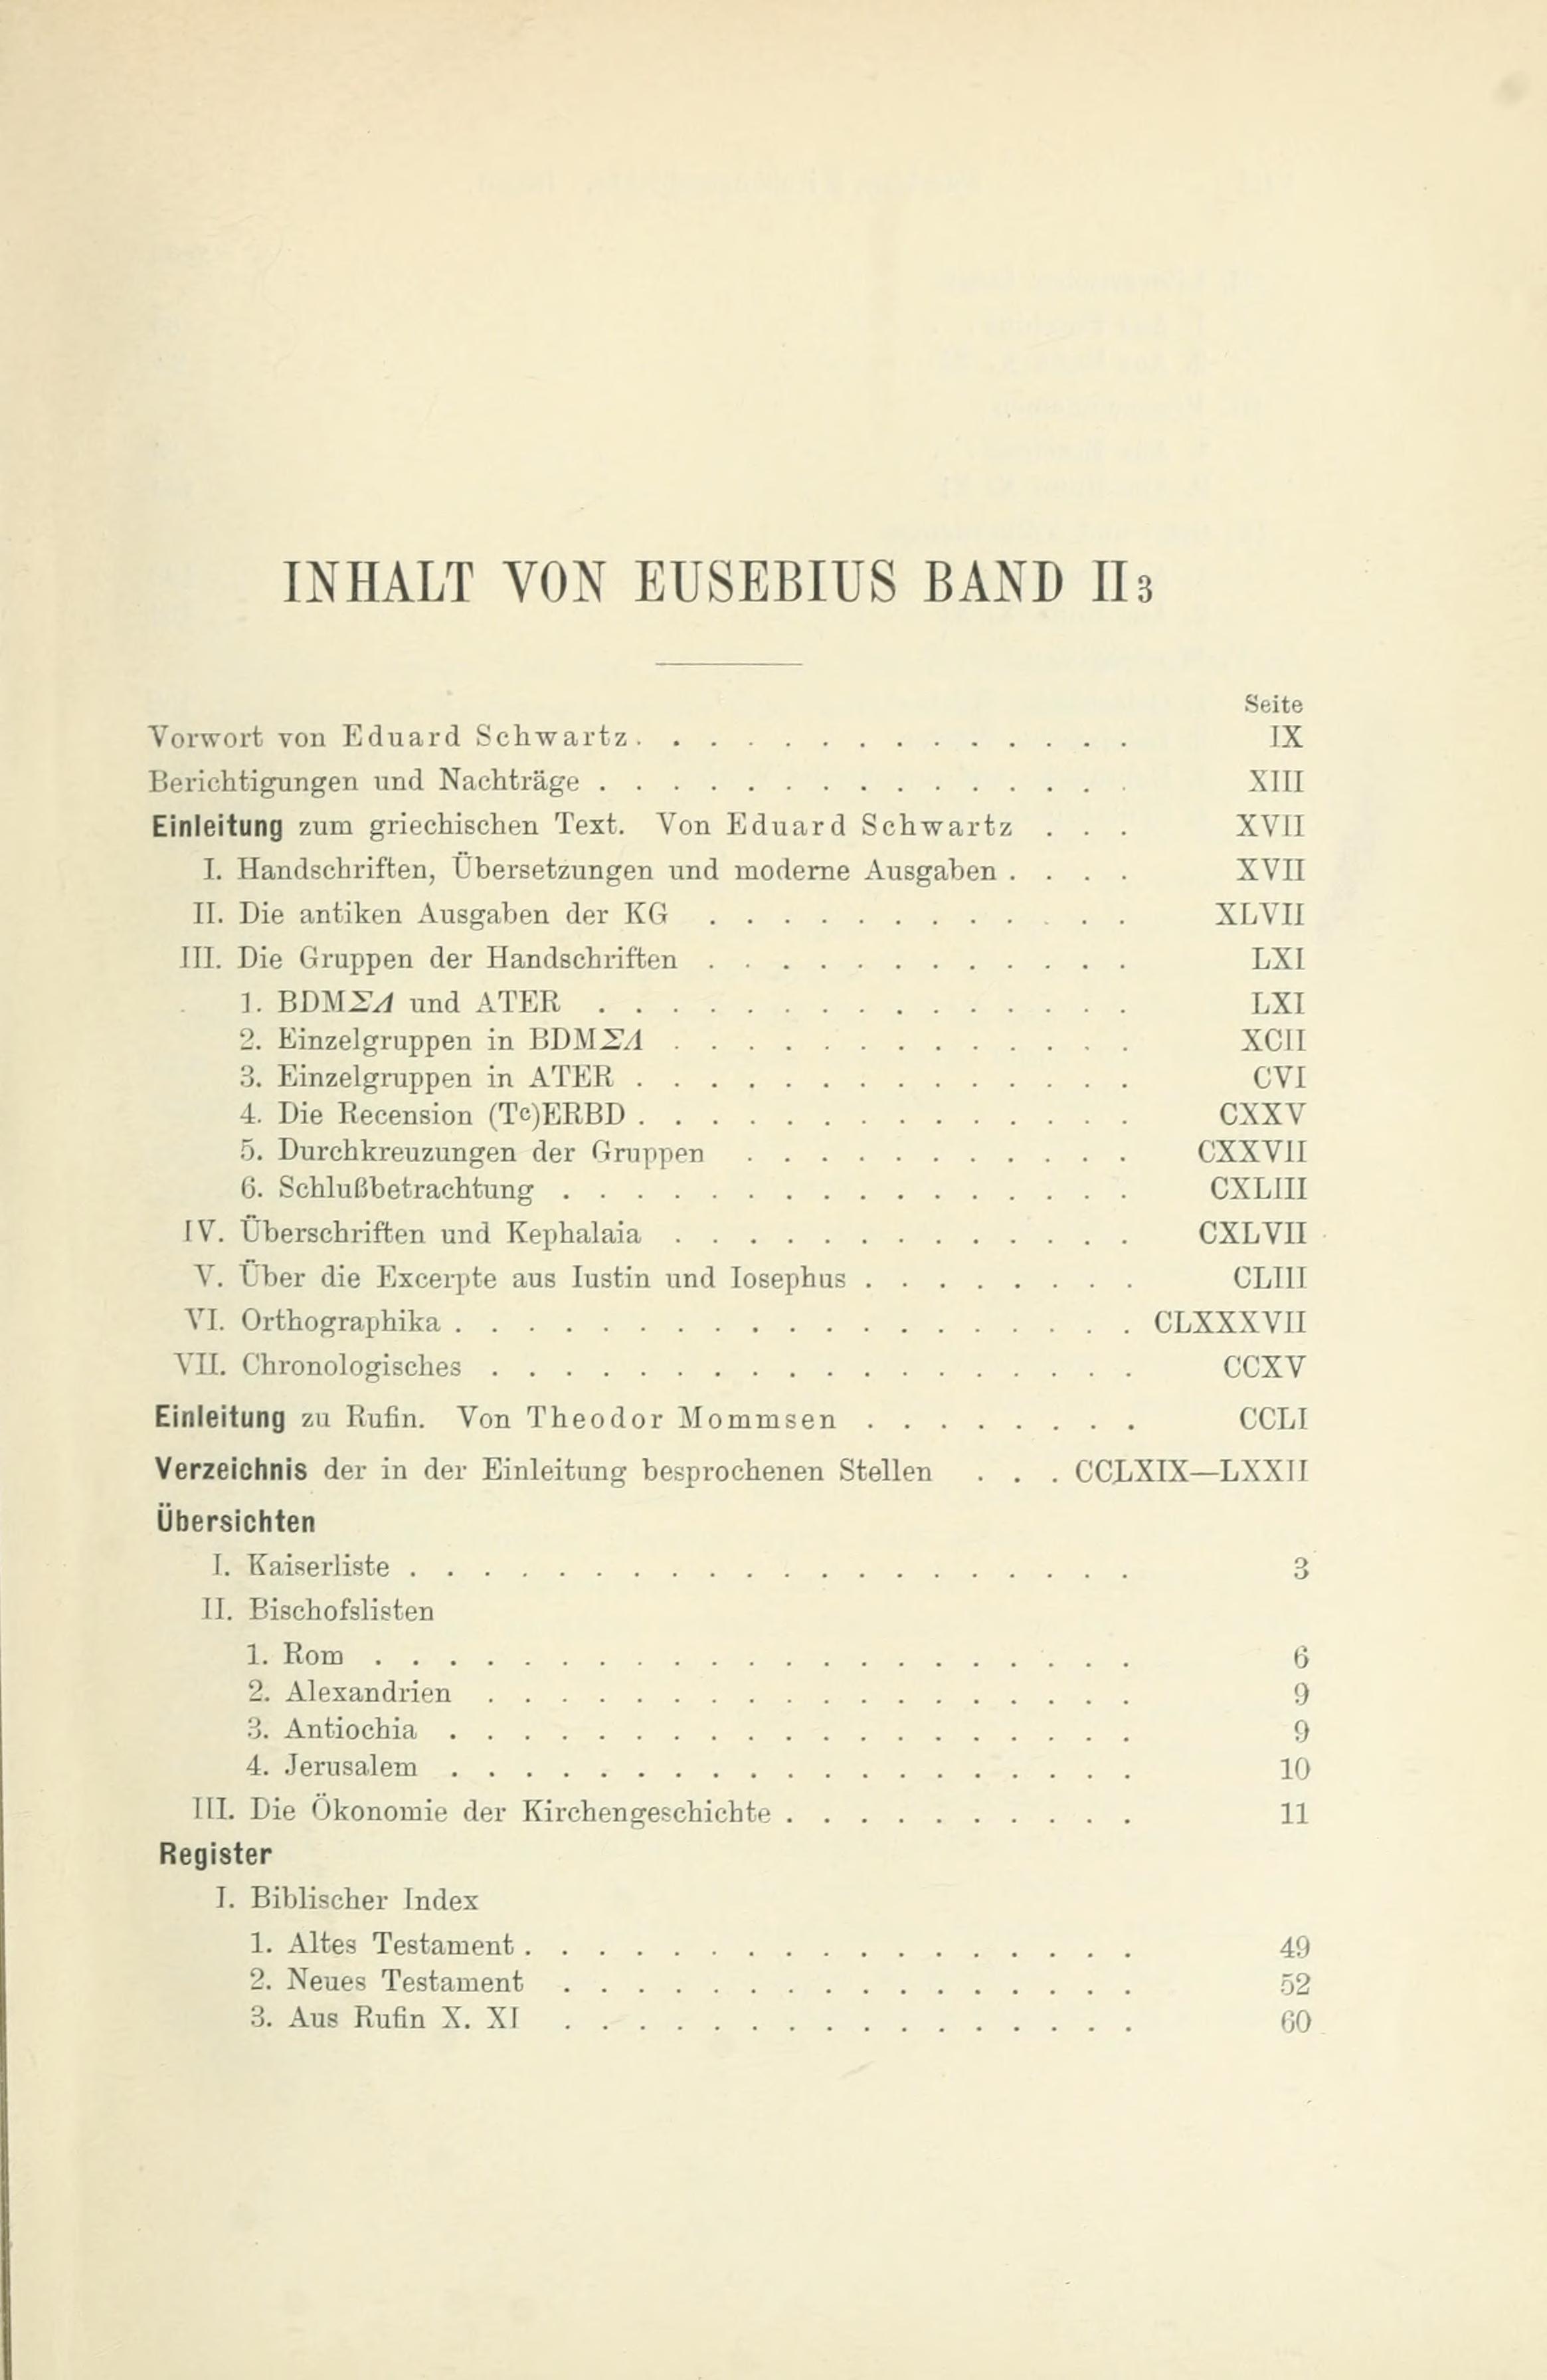 INHALT VON EUSEBIUS BAND II3
Seite
Vorwort von Eduard Schwartz . . . . . . . . . . . . . . IX
Berichtigungen und Nachträge . . . . . . . . . . . . . . . XIII
Einleitung zum griechischen Text. Von Eduard Schwartz . . . XVII
I. Handschriften, Übersetzungen und moderne Ausgaben . . . . XVII
II. Die antiken Ausgaben der KG . . . . . . . . . . . . XLVII
III. Die Gruppen der Handschriften . . . . . . . . . . . . LXI
1. BDMΣΛ und ATER . . . . . . . . . . . . . . . LXI
2. Einzelgruppen in BDMΣΛ . . . . . . . . . . . . . XCII
3. Einzelgruppen in ATER . . . . . . . . . . . . . . CVI
4. Die Recension (Tc)ERBD . . . . . . . . . . . . . . CXXV
5. Durchkreuzungen der Gruppen . . . . . . . . . . . CXXVII
6. Schlußbetrachtung . . . . . . . . . . . . . . . . CXLIII
IV. Überschriften und Kephalaia . . . . . . . . . . . . . CXLVII
V. Über die Excerpte aus Iustin und Iosephus . . . . . . . . CLIII
VI. Orthographika . . . . . . . . . . . . . . . . . . . CLXXXVII
VII. Chronologisches . . . . . . . . . . . . . . . . . . CCXV
Einleitung zu Rufin. Von Theodor Mommsen . . . . . . . . CCLI
Verzeichnis der in der Einleitung besprochenen Stellen . . . CCLXIX—LXXII
Übersichten
I. Kaiserliste . . . . . . . . . . . . . . . . . . . . 3
II. Bischofslisten
1. Rom . . . . . . . . . . . . . . . . . . . . . 6
2. Alexandrien . . . . . . . . . . . . . . . . . . 9
3. Antiochia . . . . . . . . . . . . . . . . . . . 9
4. Jerusalem . . . . . . . . . . . . . . . . . . . 10
III. Die Ökonomie der Kirchengeschichte . . . . . . . . . . 11
Register
I. Biblischer Index
1. Altes Testament . . . . . . . . . . . . . . . . . 49
2. Neues Testament . . . . . . . . . . . . . . . . 52
3. Aus Rufin X. XI . . . . . . . . . . . . . . . . 60